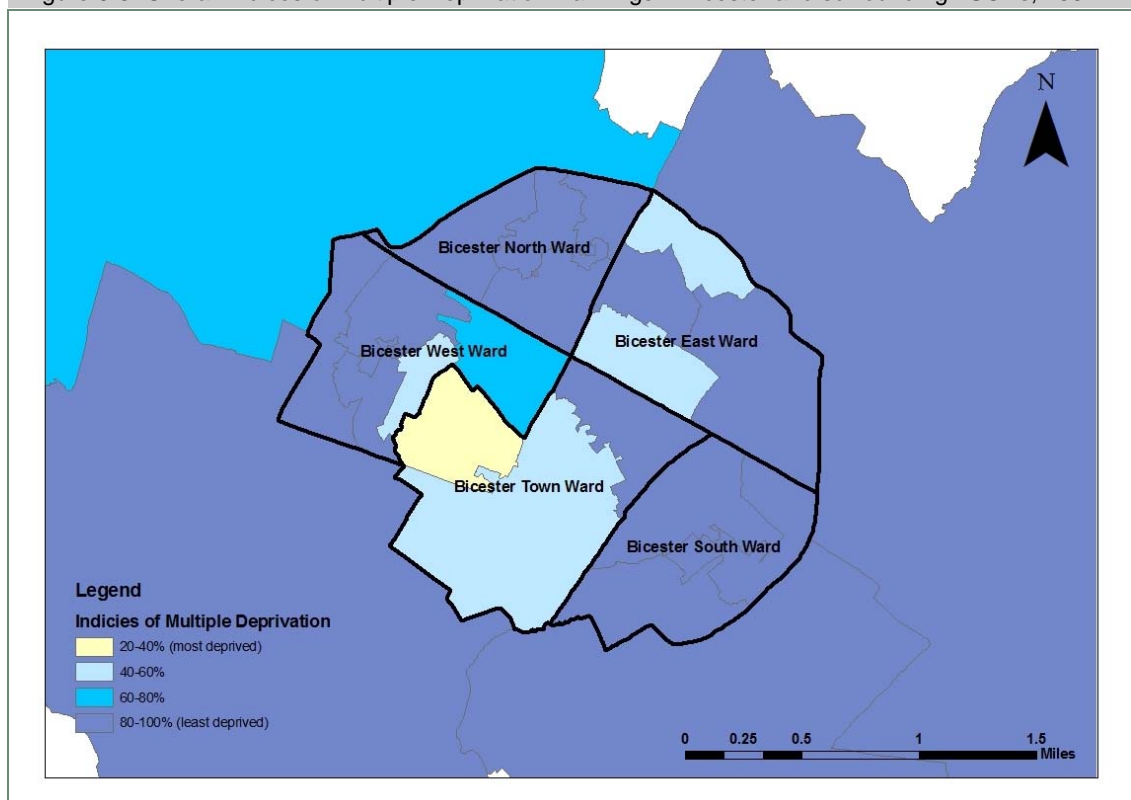 N
Bicester North Ward
Bicester East Ward
Bicester West Ward
Bicester Town Ward
Bicester South Ward
Legend
Indicies of Multiple Deprivation
20-40% (most deprived)
40-60%
60-80%
80-100% (least deprived)
0 0.25 0.5 1 1.5
Miles